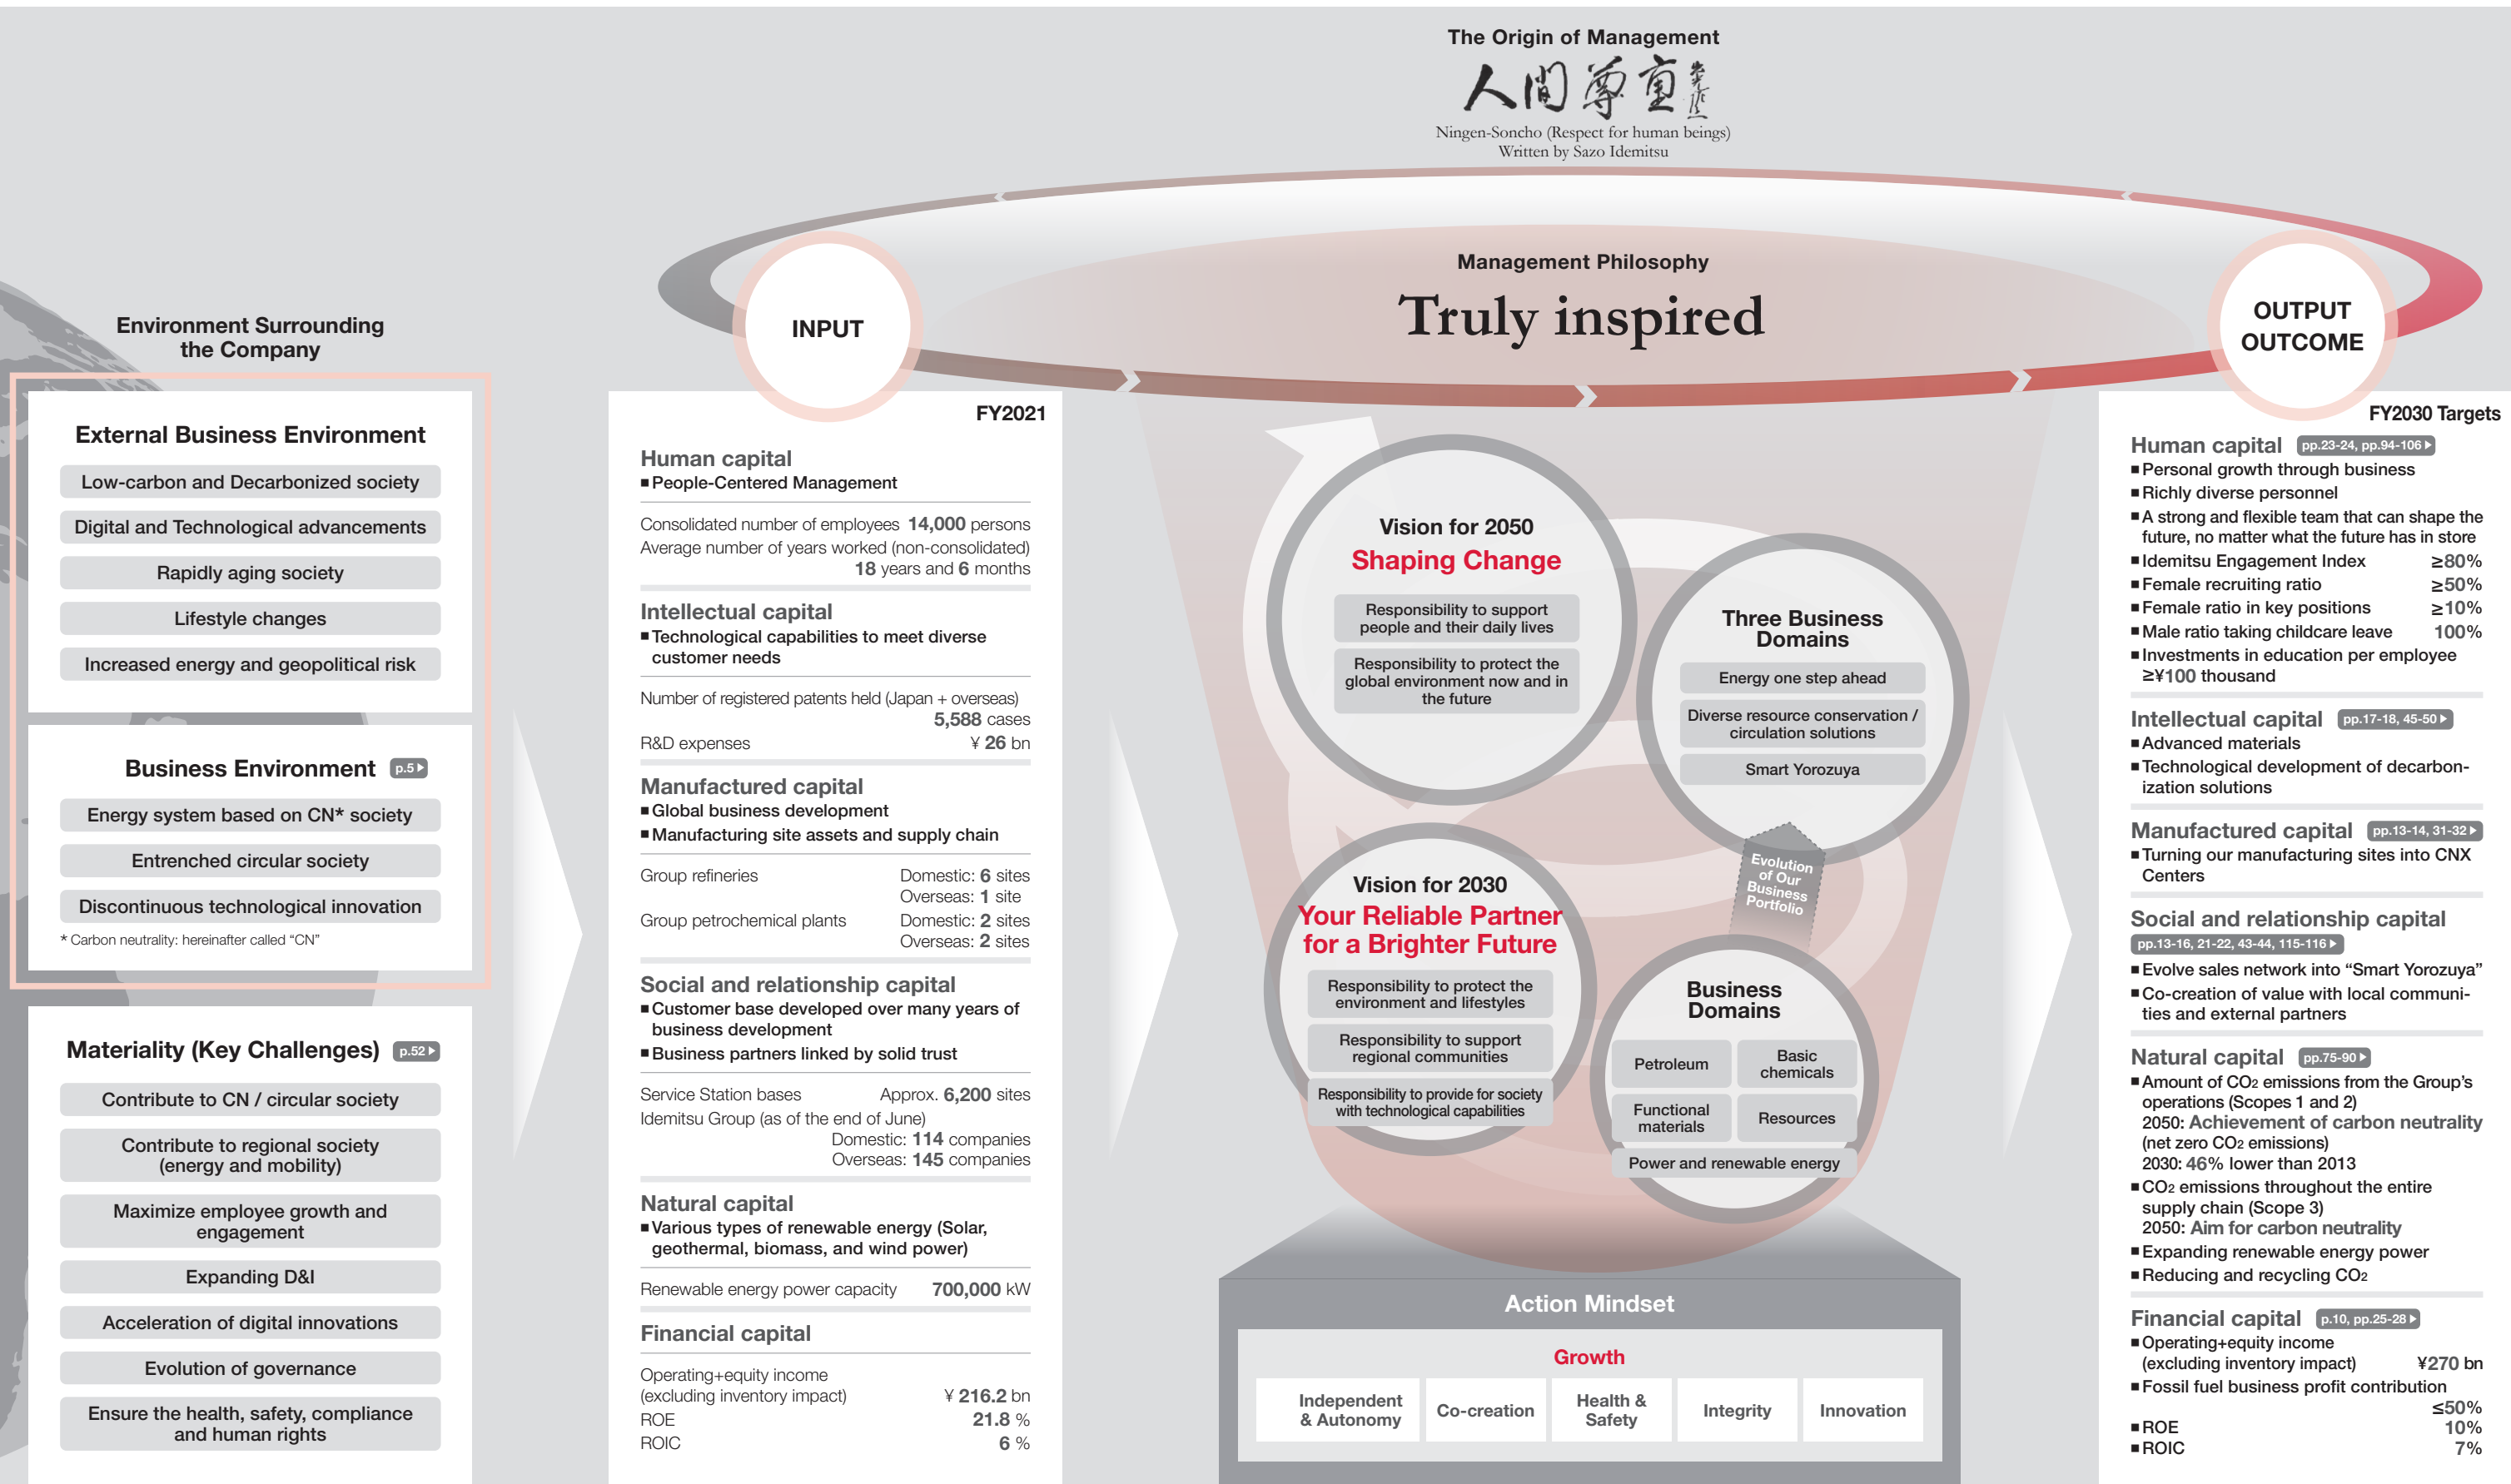 The Origin of Management
人間尊重
Ningen-Soncho (Respect for human beings)
Written by Sazo Idemitsu
Management Philosophy
Truly inspired
INPUT
OUTPUT
OUTCOME
Environment Surrounding
the Company
External Business Environment
Low-carbon and Decarbonized society
Digital and Technological advancements
Rapidly aging society
Lifestyle changes
Increased energy and geopolitical risk
Business Environment p.5
Energy system based on CN* society
Entrenched circular society
Discontinuous technological innovation
* Carbon neutrality: hereinafter called “CN”
Materiality (Key Challenges) p.52
Contribute to CN / circular society
Contribute to regional society
(energy and mobility)
Maximize employee growth and
engagement
Expanding D&I
Acceleration of digital innovations
Evolution of governance
Ensure the health, safety, compliance
and human rights
FY2021
Human capital
■ People-Centered Management
Consolidated number of employees 14,000 persons
Average number of years worked (non-consolidated)
18 years and 6 months
Intellectual capital
■ Technological capabilities to meet diverse
customer needs
Number of registered patents held (Japan + overseas)
5,588 cases
R&D expenses ¥ 26 bn
Manufactured capital
■ Global business development
■ Manufacturing site assets and supply chain
Group refineries Domestic: 6 sites
Overseas: 1 site
Group petrochemical plants Domestic: 2 sites
Overseas: 2 sites
Social and relationship capital
■ Customer base developed over many years of
business development
■ Business partners linked by solid trust
Service Station bases Approx. 6,200 sites
Idemitsu Group (as of the end of June)
Domestic: 114 companies
Overseas: 145 companies
Natural capital
■ Various types of renewable energy (Solar,
geothermal, biomass, and wind power)
Renewable energy power capacity 700,000 kW
Financial capital
Operating+equity income
(excluding inventory impact) ¥ 216.2 bn
ROE 21.8 %
ROIC 6 %
Vision for 2050
Shaping Change
Responsibility to support
people and their daily lives
Responsibility to protect the
global environment now and in
the future
Three Business
Domains
Energy one step ahead
Diverse resource conservation /
circulation solutions
Smart Yorozuya
Evolution
of Our
Business
Portfolio
Vision for 2030
Your Reliable Partner
for a Brighter Future
Responsibility to protect the
environment and lifestyles
Responsibility to support
regional communities
Responsibility to provide for society
with technological capabilities
Business
Domains
Petroleum
Basic
chemicals
Functional
materials
Resources
Power and renewable energy
Action Mindset
Growth
Independent
& Autonomy
Co-creation
Health &
Safety
Integrity
Innovation
FY2030 Targets
Human capital pp.23-24, pp.94-106
■ Personal growth through business
■ Richly diverse personnel
■ A strong and flexible team that can shape the
future, no matter what the future has in store
■ Idemitsu Engagement Index ≥80%
■ Female recruiting ratio ≥50%
■ Female ratio in key positions ≥10%
■ Male ratio taking childcare leave 100%
■ Investments in education per employee
≥¥100 thousand
Intellectual capital pp.17-18, 45-50
■ Advanced materials
■ Technological development of decarbon-
ization solutions
Manufactured capital pp.13-14, 31-32
■ Turning our manufacturing sites into CNX
Centers
Social and relationship capital
pp.13-16, 21-22, 43-44, 115-116
■ Evolve sales network into “Smart Yorozuya”
■ Co-creation of value with local communi-
ties and external partners
Natural capital pp.75-90
■ Amount of CO2 emissions from the Group’s
operations (Scopes 1 and 2)
2050: Achievement of carbon neutrality
(net zero CO2 emissions)
2030: 46% lower than 2013
■ CO2 emissions throughout the entire
supply chain (Scope 3)
2050: Aim for carbon neutrality
■ Expanding renewable energy power
■ Reducing and recycling CO2
Financial capital p.10, pp.25-28
■ Operating+equity income
(excluding inventory impact) ¥270 bn
■ Fossil fuel business profit contribution
≤50%
■ ROE 10%
■ ROIC 7%